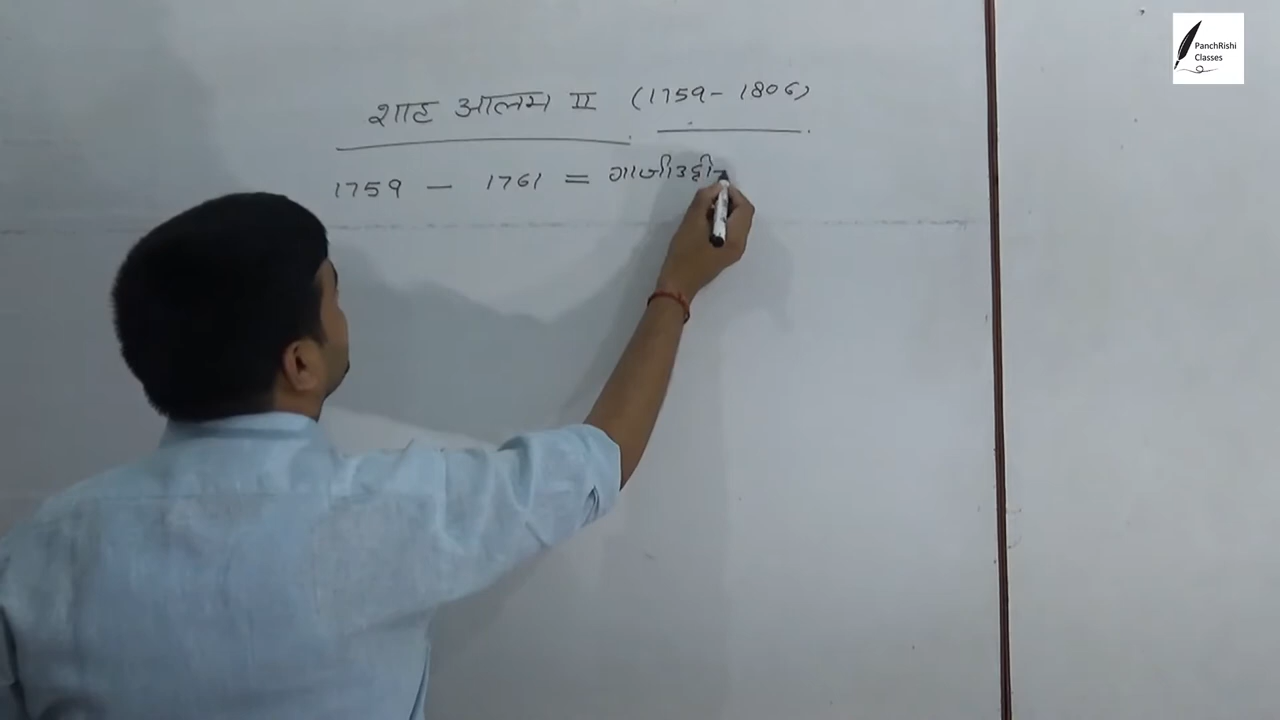 शाह आलम II (1759 - 1806)
1759 - 1761 = गाजीउद्दीन
PanchRishi
Classes